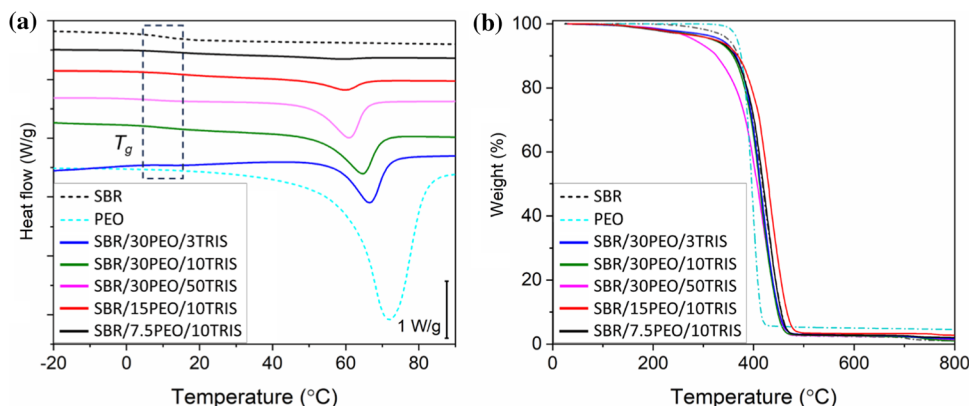 (a)
Heat flow (W/g)
Tg
SBR
PEO
SBR/30PEO/3TRIS
SBR/30PEO/10TRIS
SBR/30PEO/50TRIS
SBR/15PEO/10TRIS
SBR/7.5PEO/10TRIS
1 W/g
-20 0 20 40 60 80
Temperature (°C)
(b)
Weight (%)
100
80
60
40
20
0
SBR
PEO
SBR/30PEO/3TRIS
SBR/30PEO/10TRIS
SBR/30PEO/50TRIS
SBR/15PEO/10TRIS
SBR/7.5PEO/10TRIS
0 200 400 600 800
Temperature (°C)